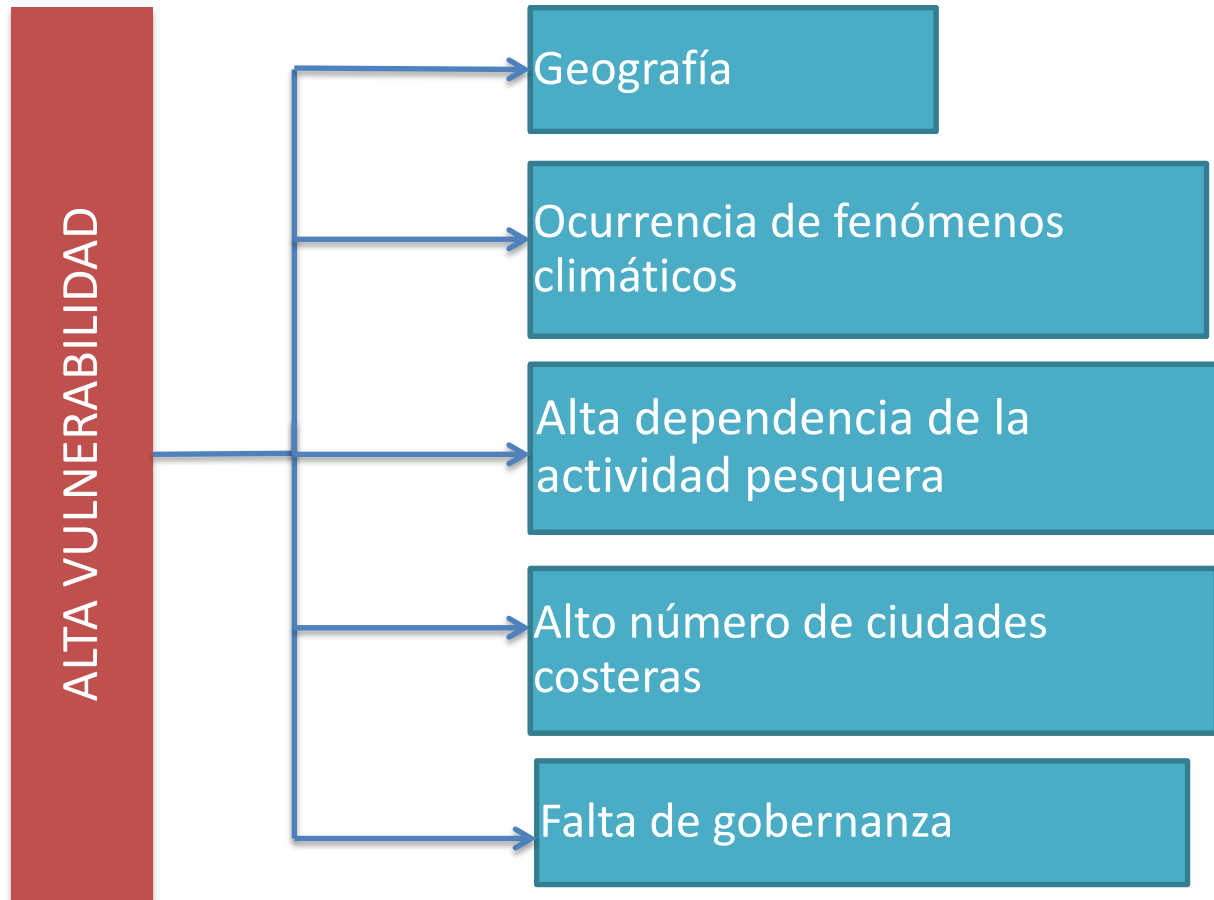 ALTA VULNERABILIDAD
Geografía
Ocurrencia de fenómenos
climáticos
Alta dependencia de la
actividad pesquera
Alto número de ciudades
costeras
Falta de gobernanza